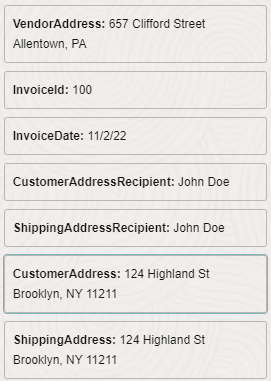 VendorAddress: 657 Clifford Street
Allentown, PA
InvoiceId: 100
InvoiceDate: 11/2/22
CustomerAddressRecipient: John Doe
ShippingAddressRecipient: John Doe
CustomerAddress: 124 Highland St
Brooklyn, NY 11211
ShippingAddress: 124 Highland St
Brooklyn, NY 11211